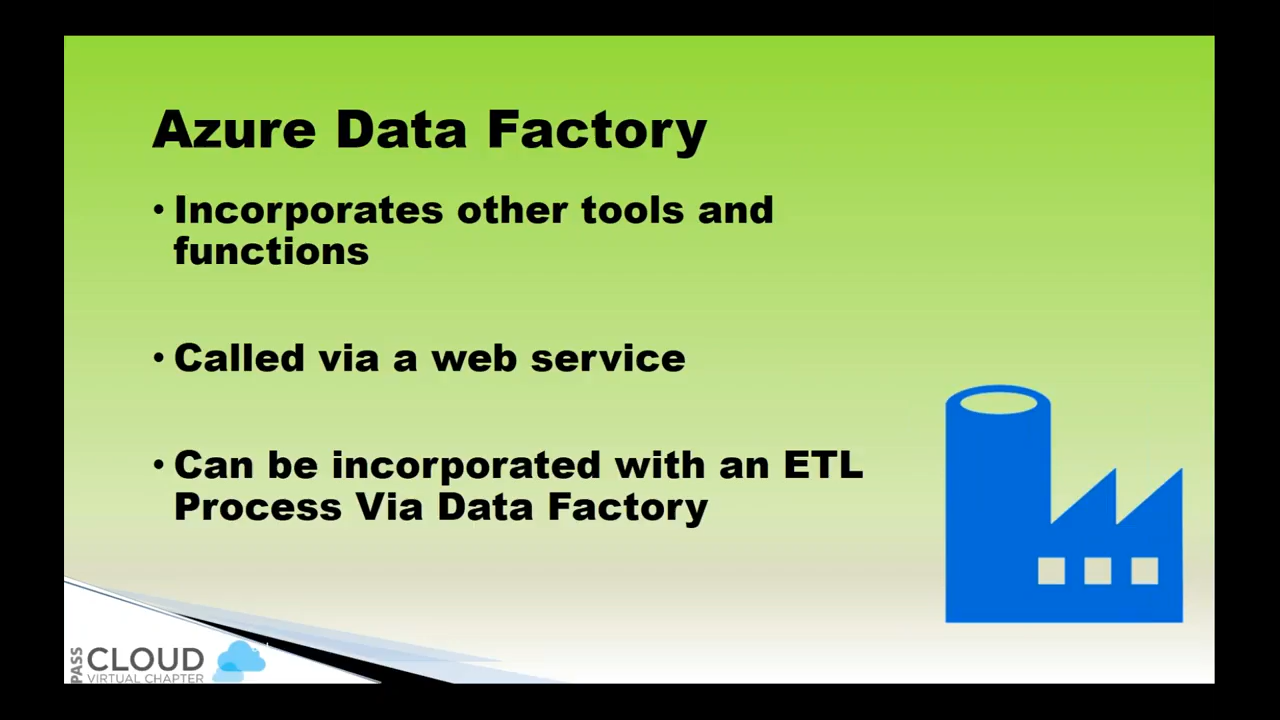 Azure Data Factory
• Incorporates other tools and
functions
• Called via a web service
• Can be incorporated with an ETL
Process Via Data Factory
PASS
CLOUD
VIRTUAL CHAPTER